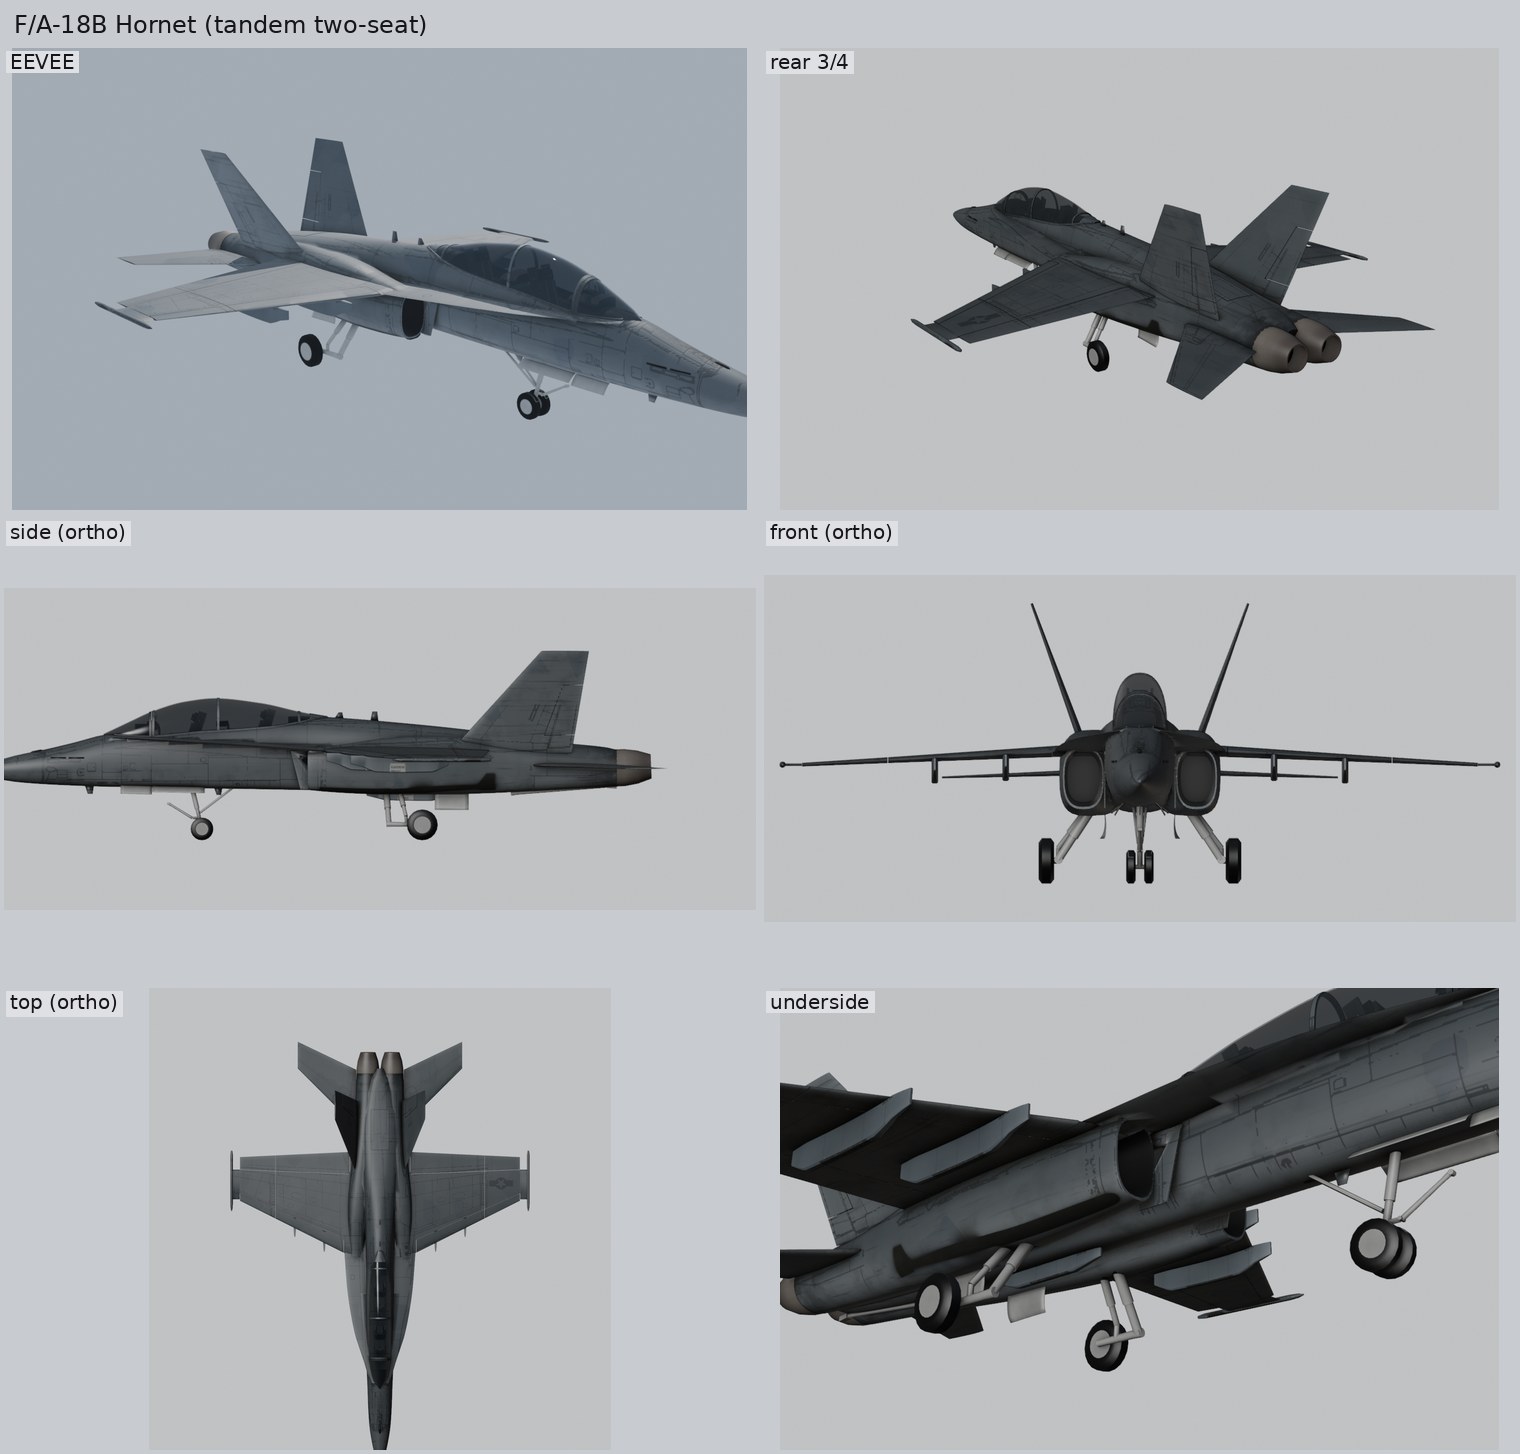 F/A-18B Hornet (tandem two-seat)
EEVEE
rear 3/4
side (ortho)
front (ortho)
top (ortho)
underside